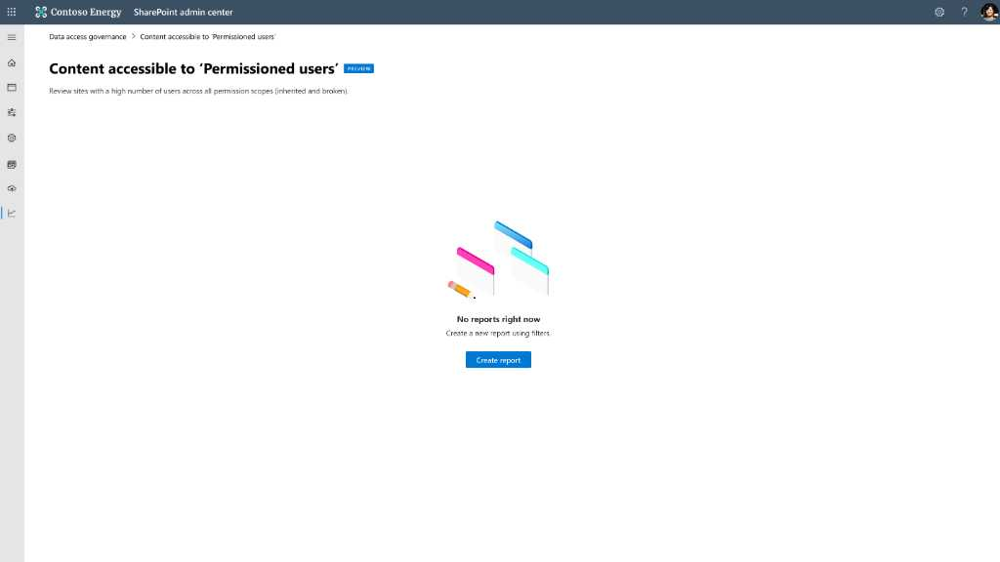 Contoso Energy SharePoint admin center ?
Data access governance > Content accessible to 'Permissioned users'
Content accessible to ‘Permissioned users’ PREVIEW
Review sites with a high number of users across all permission scopes (inherited and broken).
No reports right now
Create a new report using filters.
Create report